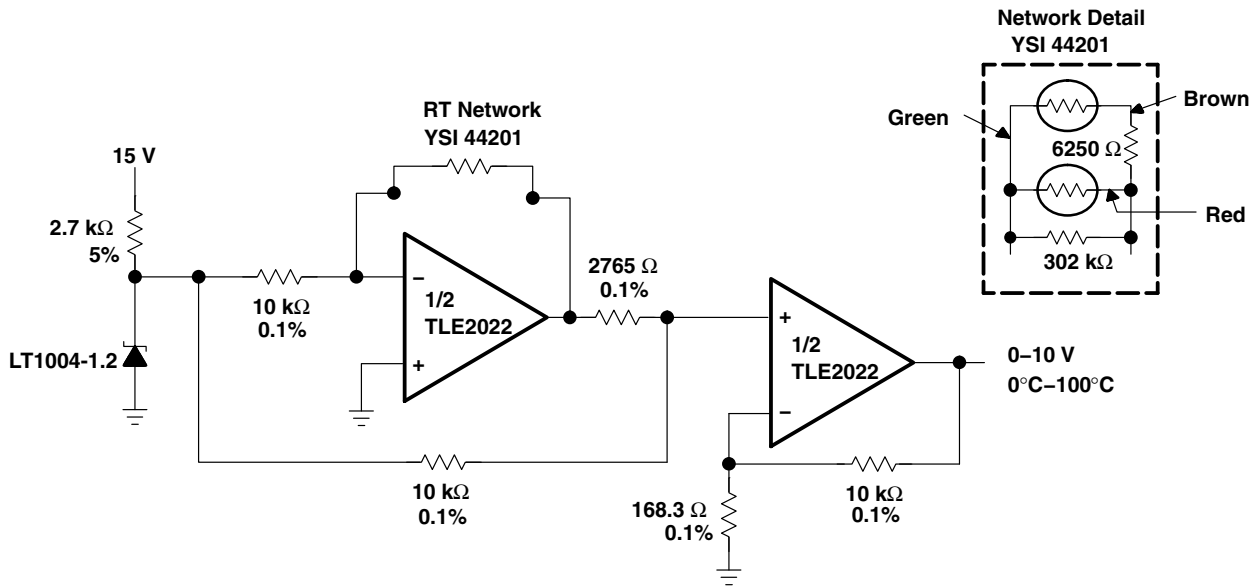 Network Detail
YSI 44201
Green
Brown
6250 Ω
Red
302 kΩ
RT Network
YSI 44201
15 V
2.7 kΩ
5%
10 kΩ
0.1%
LT1004-1.2
−
1/2
TLE2022
+
2765 Ω
0.1%
+
1/2
TLE2022
−
0–10 V
0°C–100°C
10 kΩ
0.1%
168.3 Ω
0.1%
10 kΩ
0.1%